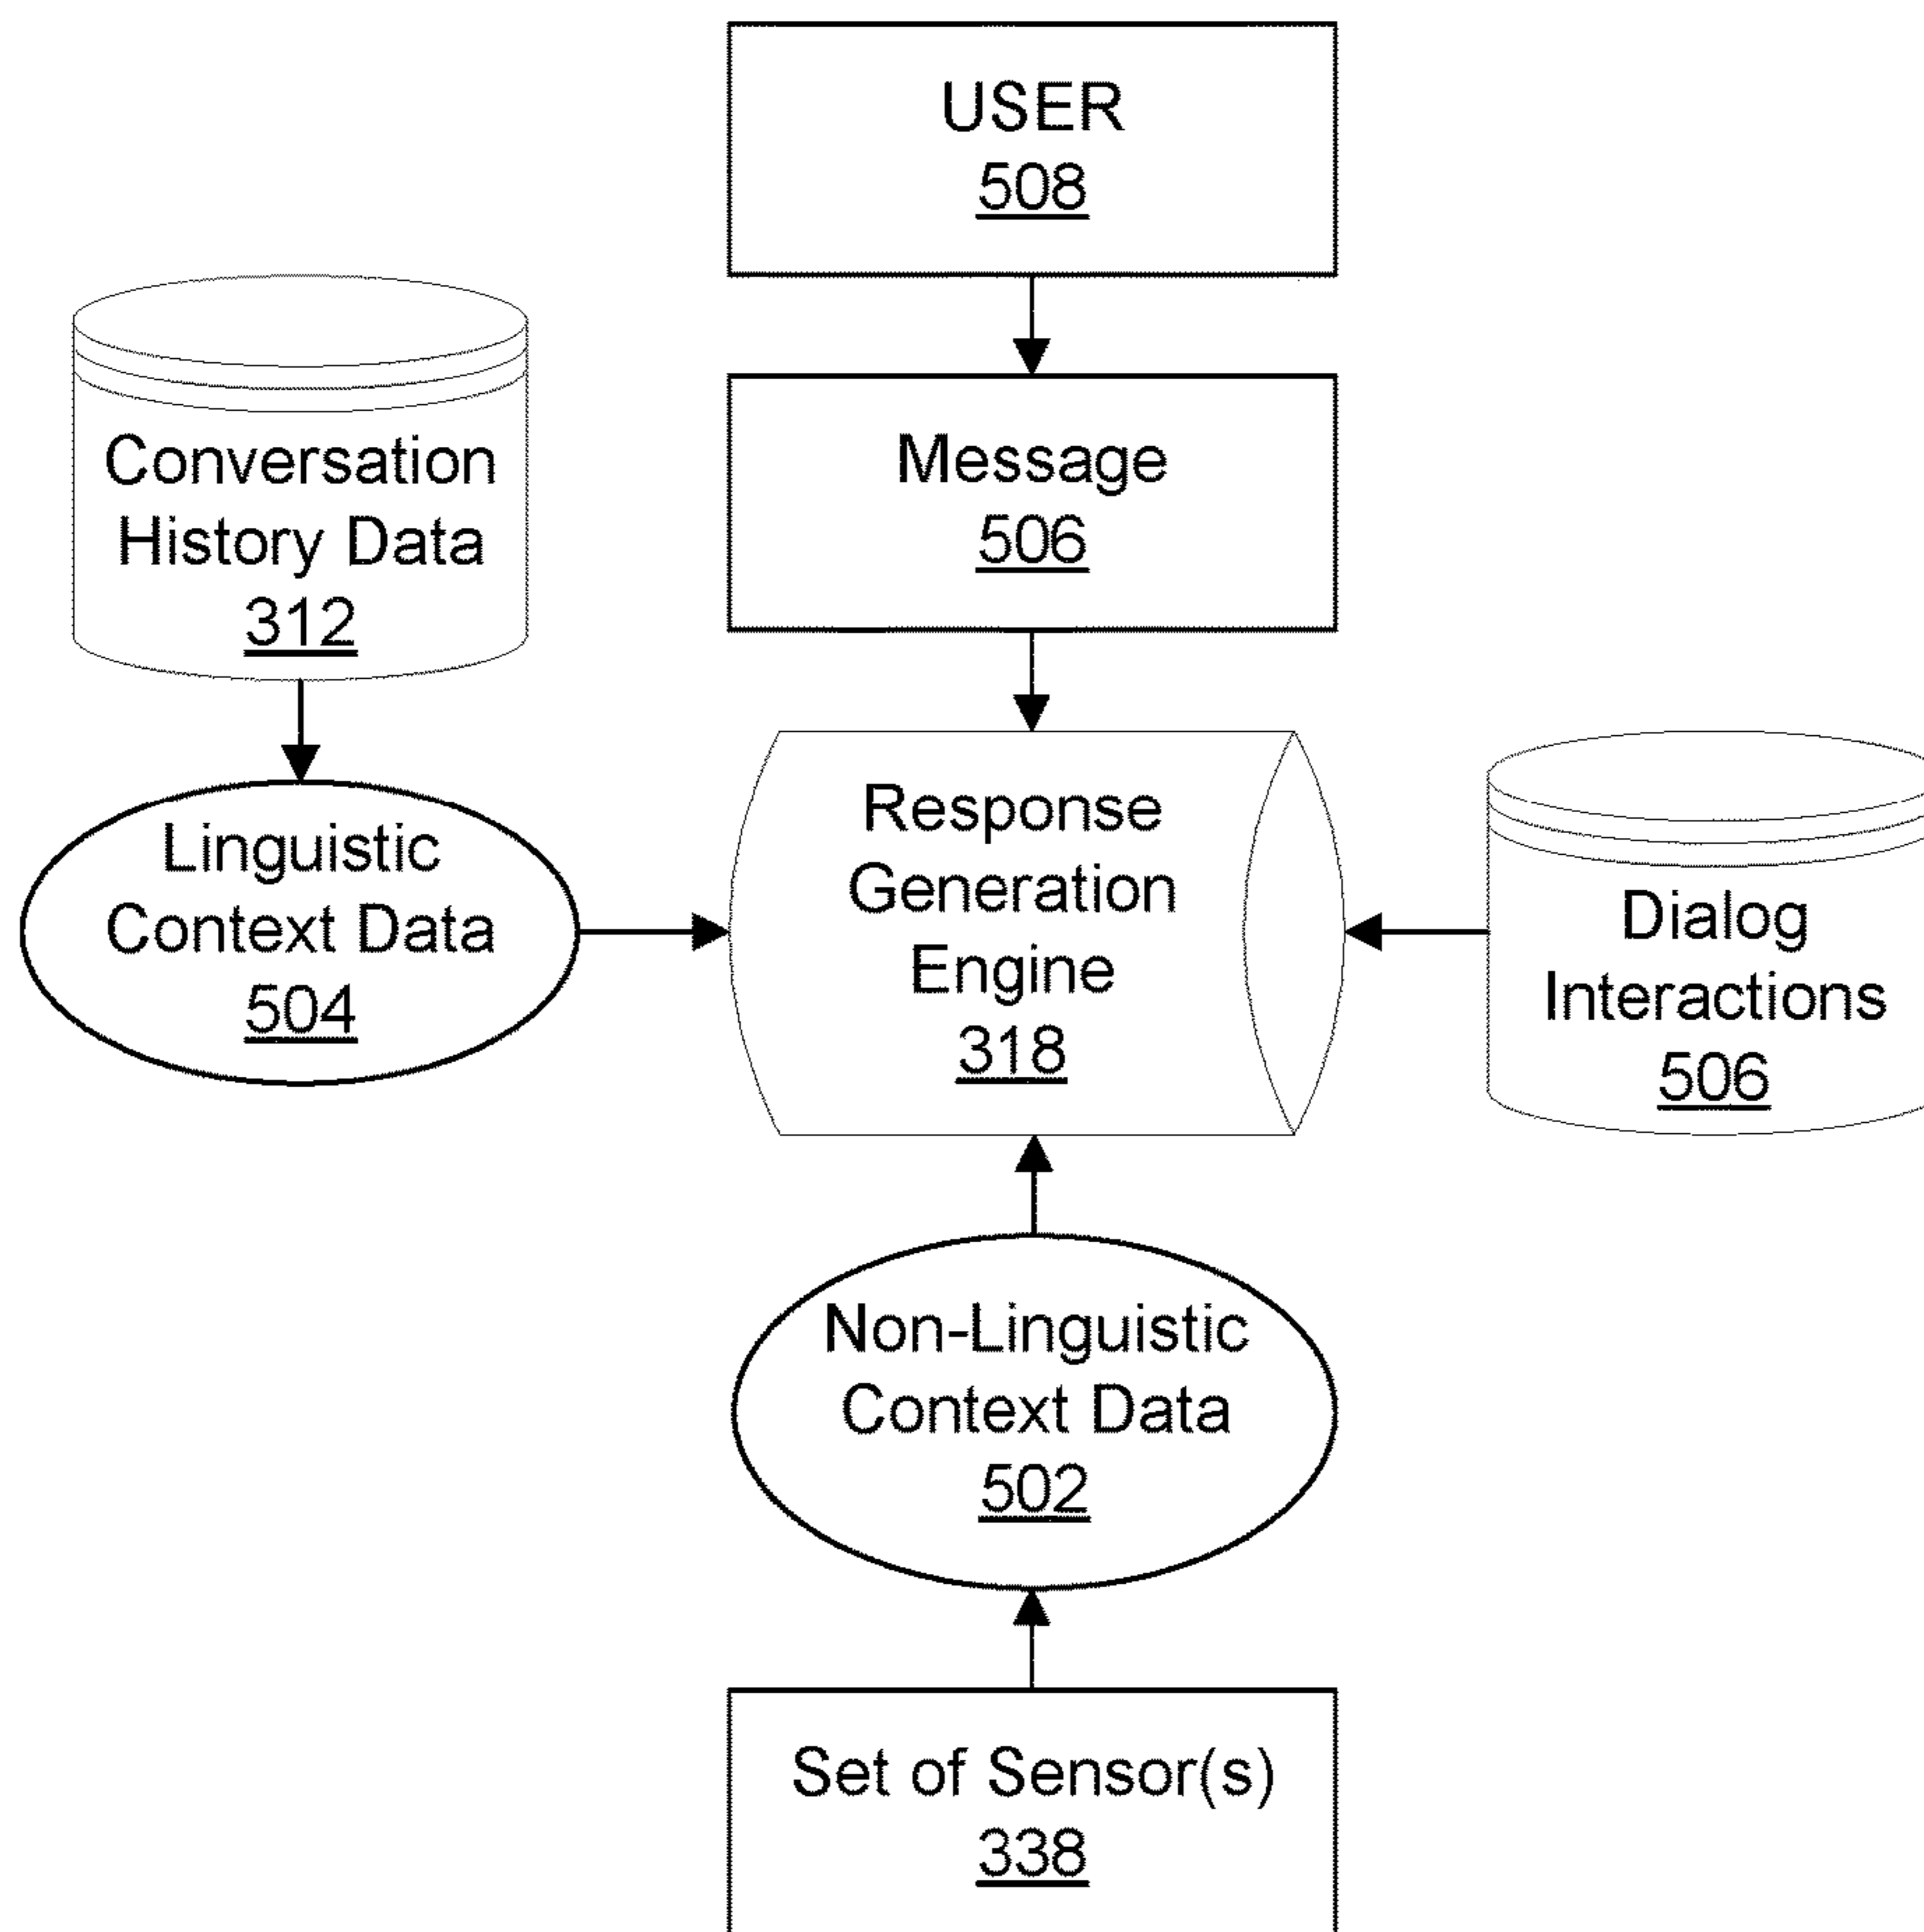 USER
508
Message
506
Conversation
History Data
312
Linguistic
Context Data
504
Response
Generation
Engine
318
Dialog
Interactions
506
Non-Linguistic
Context Data
502
Set of Sensor(s)
338